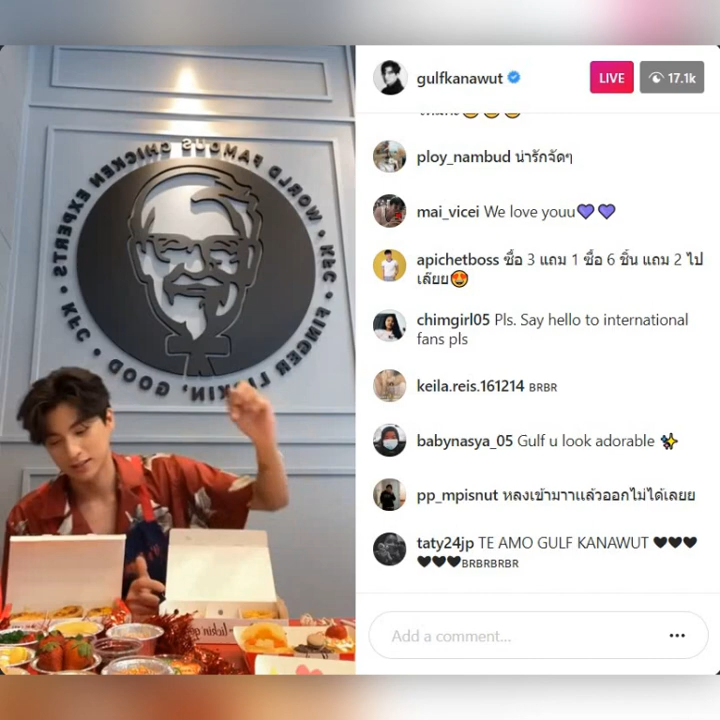 gulfkanawut
LIVE
17.1k
ploy_nambud น่ารักจัดๆ
mai_vicei We love youu💜💜
apichetboss ซื้อ 3 แถม 1 ซื้อ 6 ชิ้น แถม 2 ไป
เล๊ยย😍
chimgirl05 Pls. Say hello to international
fans pls
keila.reis.161214 BRBR
babynasya_05 Gulf u look adorable ✨
pp_mpisnut หลงเข้ามาาแล้วออกไม่ได้เลยย
taty24jp TE AMO GULF KANAWUT 🖤🖤🖤
🖤🖤🖤BRBRBRBR
Add a comment...
WORLD FAMOUS CHICKEN EXPERTS • KFC • FINGER LICKIN' GOOD • KFC •